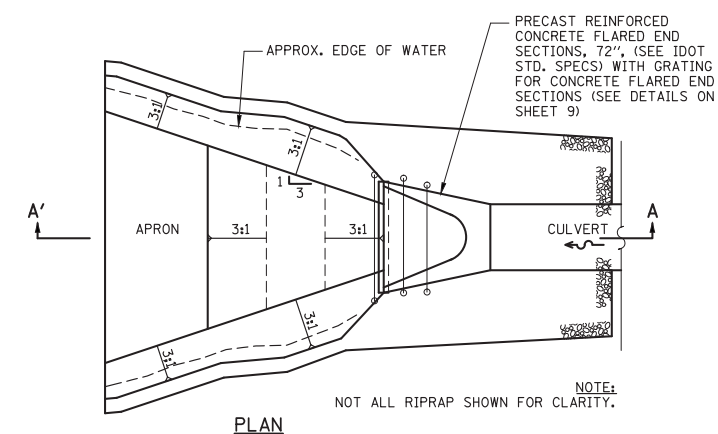 PRECAST REINFORCED
CONCRETE FLARED END
SECTIONS, 72", (SEE IDOT
STD. SPECS) WITH GRATING
FOR CONCRETE FLARED END
SECTIONS (SEE DETAILS ON
SHEET 9)
APPROX. EDGE OF WATER
3:1
3:1
1
3
A'
APRON
3:1
3:1
CULVERT
A
3:1
3:1
NOTE:
NOT ALL RIPRAP SHOWN FOR CLARITY.
PLAN